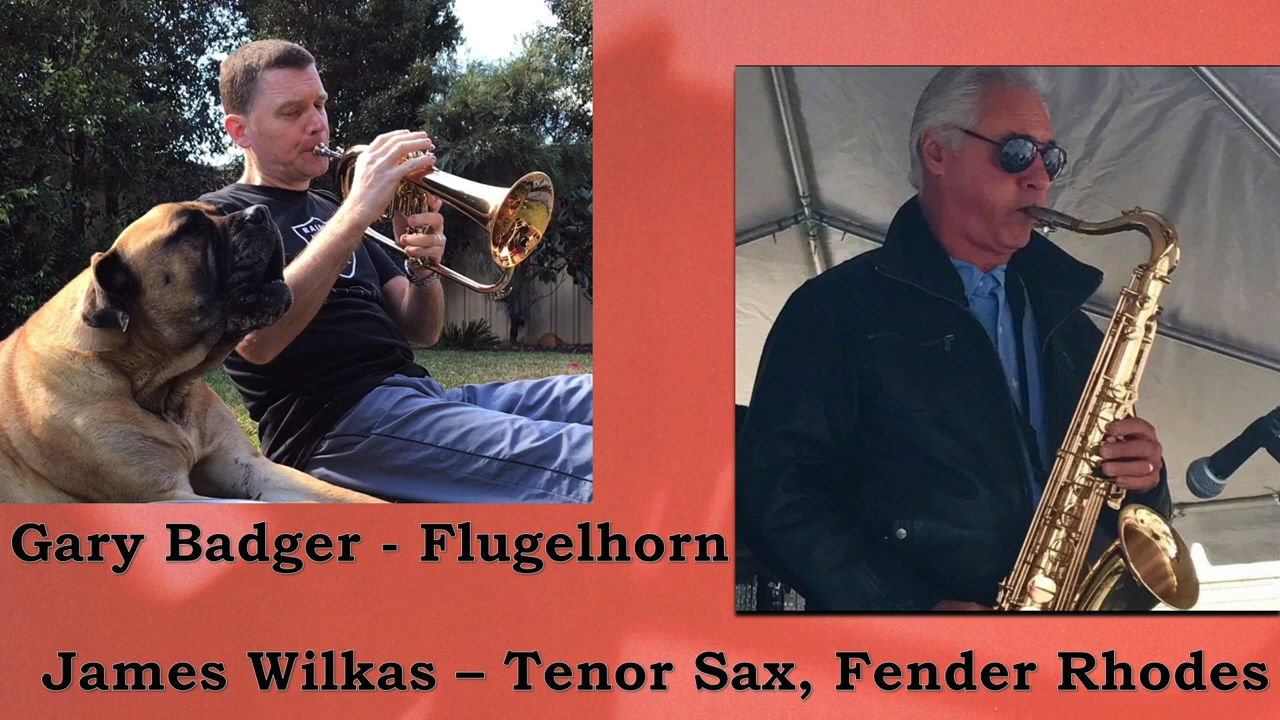 Gary Badger - Flugelhorn
James Wilkas – Tenor Sax, Fender Rhodes